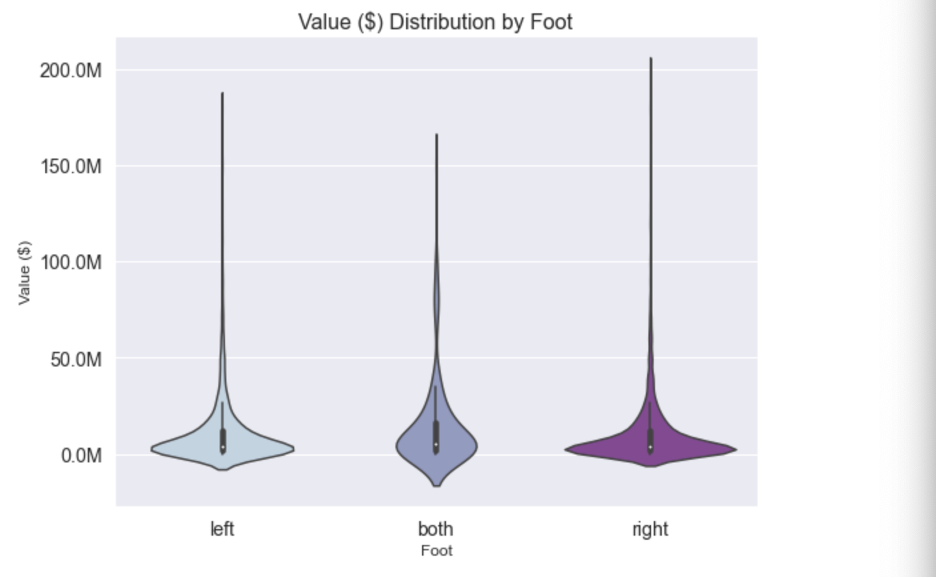 Value ($) Distribution by Foot
200.0M
150.0M
100.0M
50.0M
0.0M
Value ($)
left both right
Foot